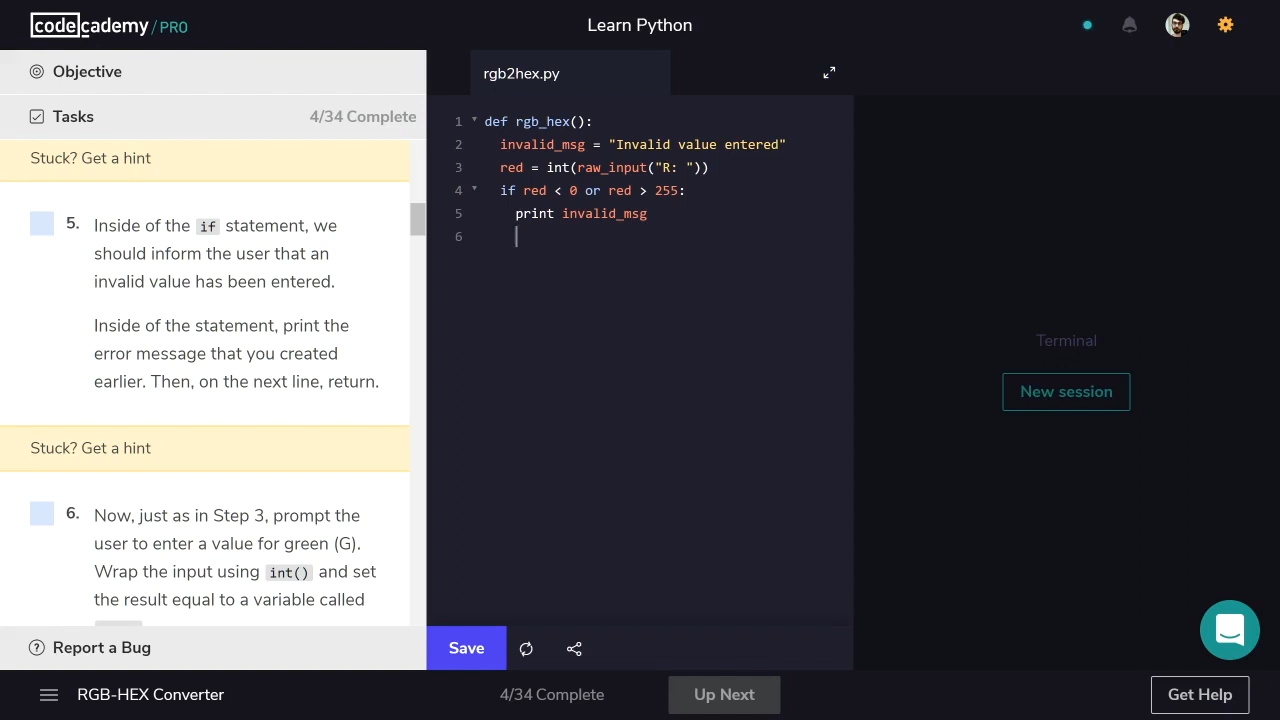 codecademy / PRO
Learn Python
Objective
Tasks
4/34 Complete
Stuck? Get a hint
5. Inside of the if statement, we
should inform the user that an
invalid value has been entered.
Inside of the statement, print the
error message that you created
earlier. Then, on the next line, return.
Stuck? Get a hint
6. Now, just as in Step 3, prompt the
user to enter a value for green (G).
Wrap the input using int() and set
the result equal to a variable called
Report a Bug
rgb2hex.py
1 def rgb_hex():
2 invalid_msg = "Invalid value entered"
3 red = int(raw_input("R: "))
4 if red < 0 or red > 255:
5 print invalid_msg
6
Save
Terminal
New session
RGB-HEX Converter
4/34 Complete
Up Next
Get Help